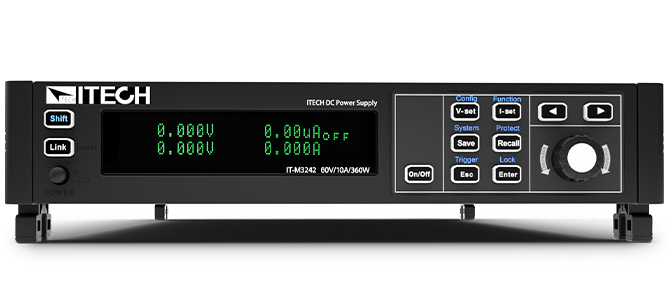 ITECH
ITECH DC Power Supply
Shift
Link
POWER
0.000V 0.00uA OFF
0.000V 0.000A
IT-M3242 60V/10A/360W
On/Off
Config Function
V-set I-set
System Protect
Save Recall
Trigger Lock
Esc Enter